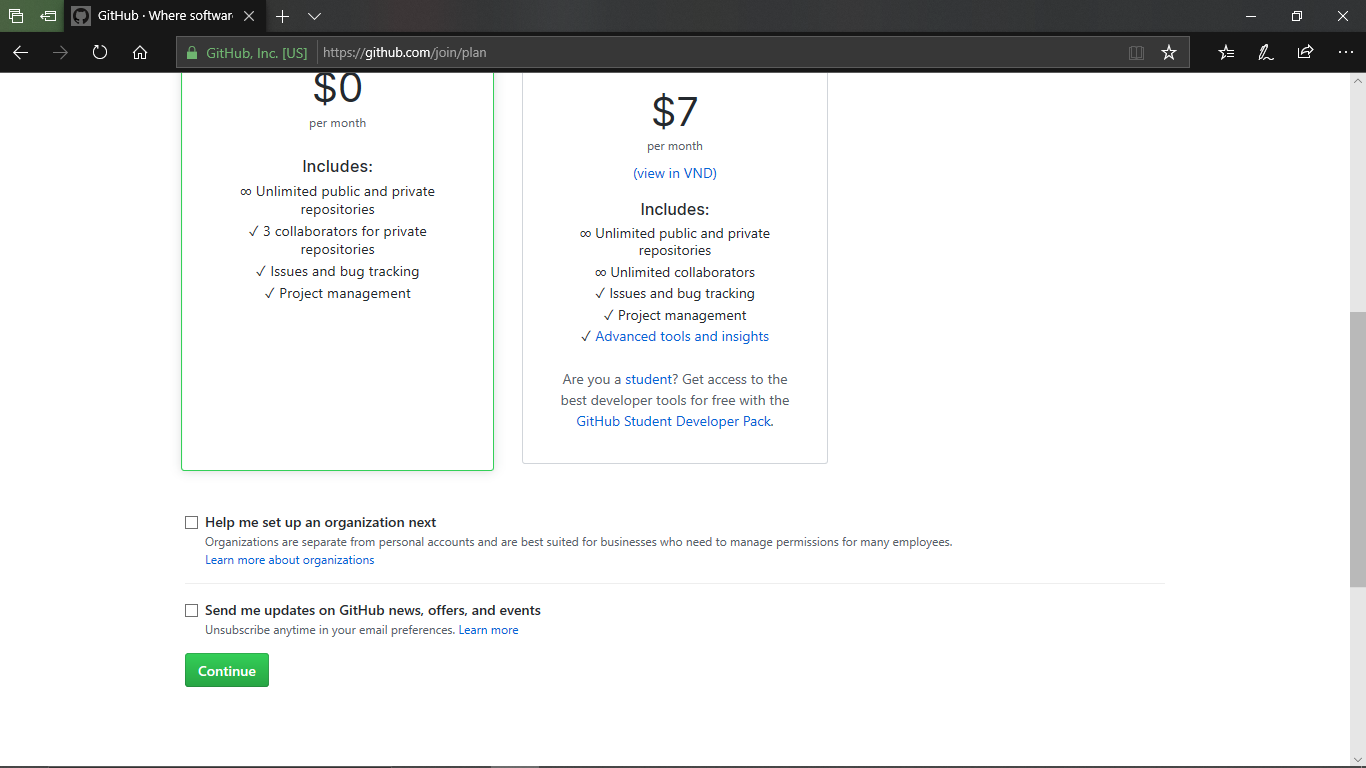 GitHub · Where softwar
GitHub, Inc. [US]
https://github.com/join/plan
$0
per month
Includes:
∞ Unlimited public and private
repositories
✓ 3 collaborators for private
repositories
✓ Issues and bug tracking
✓ Project management
$7
per month
(view in VND)
Includes:
∞ Unlimited public and private
repositories
∞ Unlimited collaborators
✓ Issues and bug tracking
✓ Project management
✓ Advanced tools and insights
Are you a student? Get access to the
best developer tools for free with the
GitHub Student Developer Pack.
Help me set up an organization next
Organizations are separate from personal accounts and are best suited for businesses who need to manage permissions for many employees.
Learn more about organizations
Send me updates on GitHub news, offers, and events
Unsubscribe anytime in your email preferences. Learn more
Continue